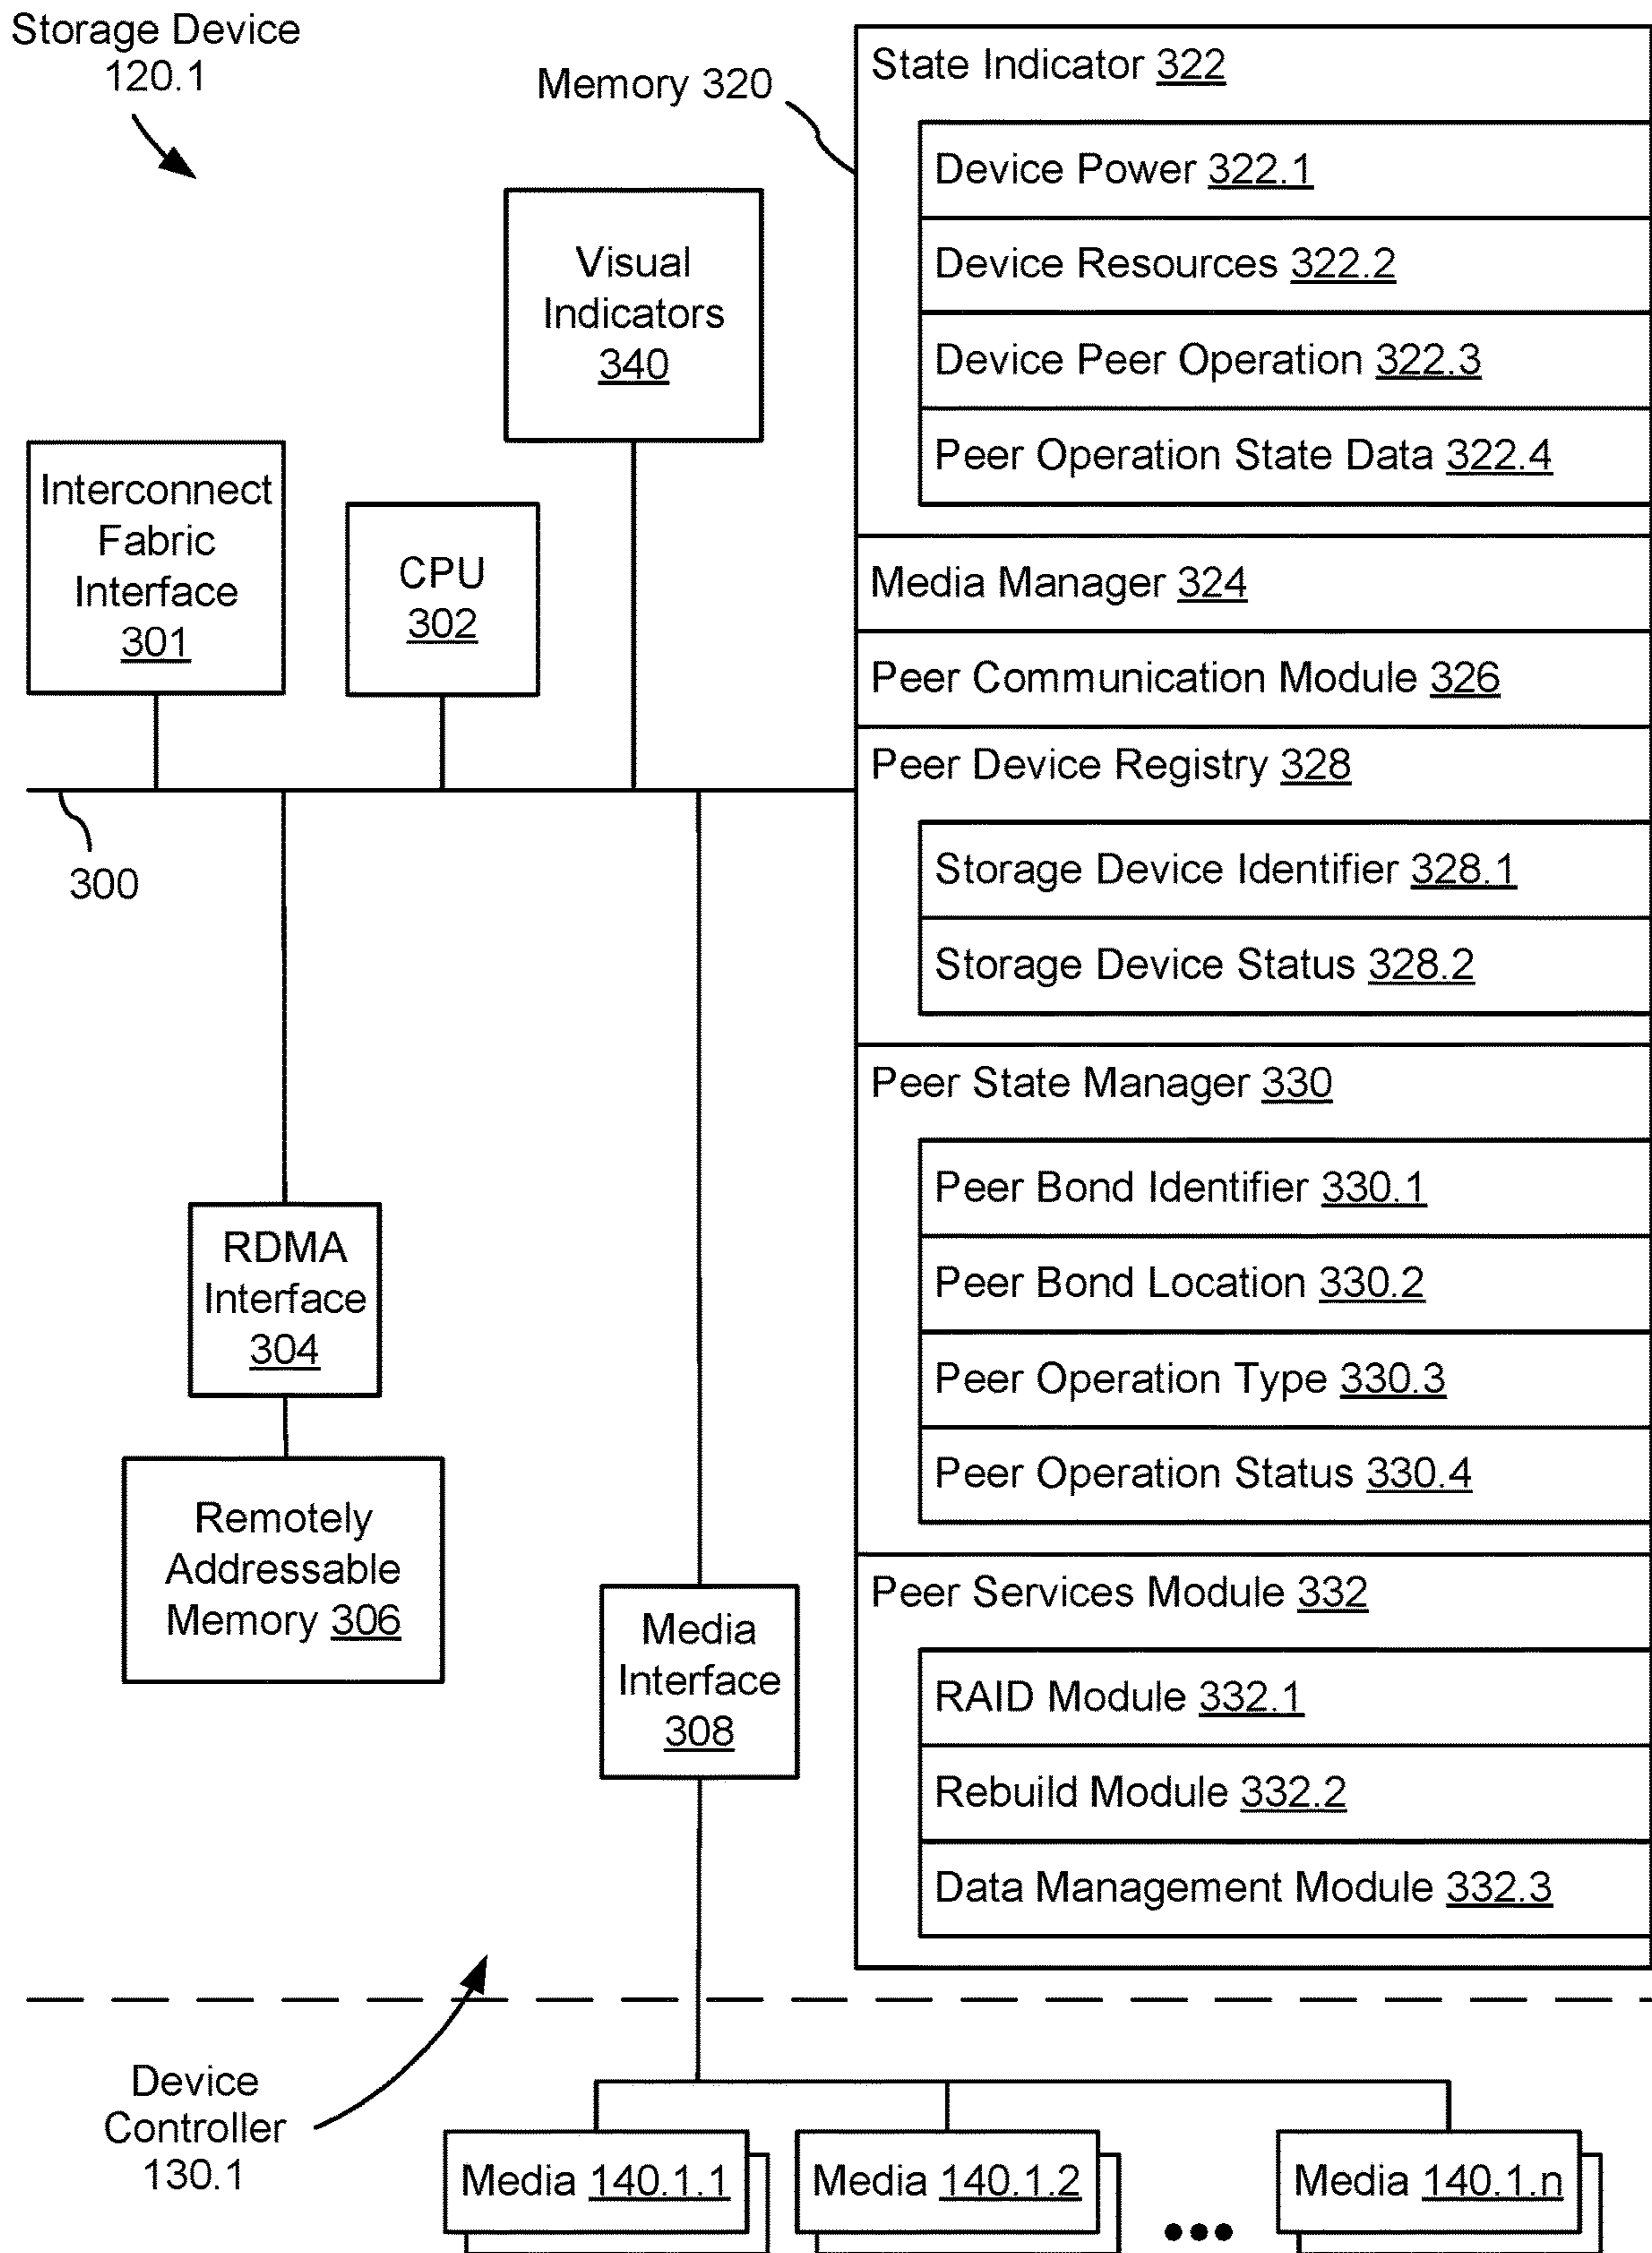 Storage Device
120.1
Memory 320
State Indicator 322
Device Power 322.1
Device Resources 322.2
Device Peer Operation 322.3
Peer Operation State Data 322.4
Media Manager 324
Peer Communication Module 326
Peer Device Registry 328
Storage Device Identifier 328.1
Storage Device Status 328.2
Peer State Manager 330
Peer Bond Identifier 330.1
Peer Bond Location 330.2
Peer Operation Type 330.3
Peer Operation Status 330.4
Peer Services Module 332
RAID Module 332.1
Rebuild Module 332.2
Data Management Module 332.3
Visual
Indicators
340
Interconnect
Fabric
Interface
301
CPU
302
300
RDMA
Interface
304
Remotely
Addressable
Memory 306
Media
Interface
308
Device
Controller
130.1
Media 140.1.1
Media 140.1.2
•••
Media 140.1.n